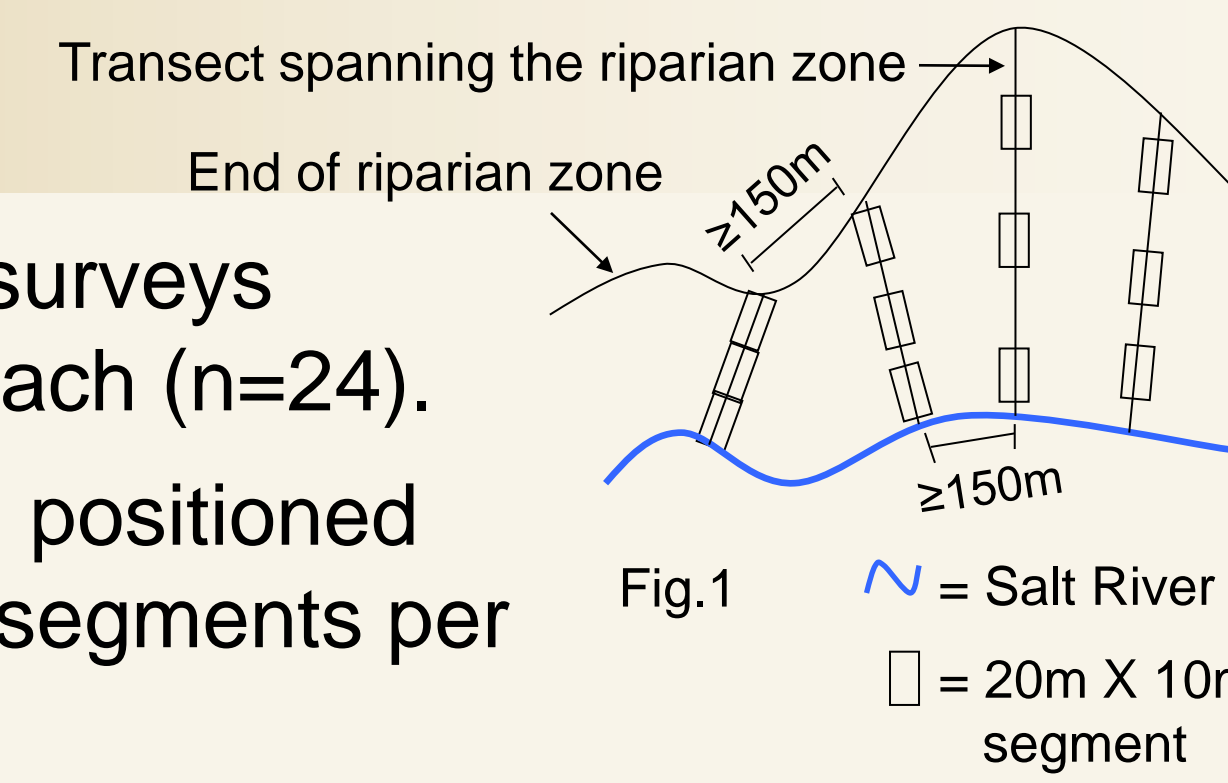 Transect spanning the riparian zone
End of riparian zone
≥150m
surveys
ach (n=24).
positioned
segments per
≥150m
Fig.1
= Salt River
= 20m X 10
segment